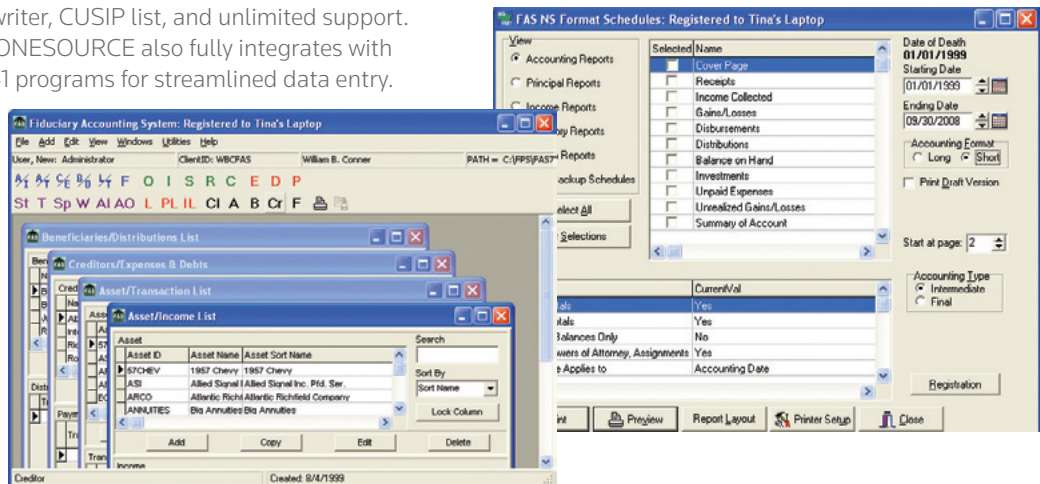 writer, CUSIP list, and unlimited support.
ONESOURCE also fully integrates with
programs for streamlined data entry.
FAS NS Format Schedules: Registered to Tina's Laptop
View
Accounting Reports
Principal Reports
Income Reports
Reports
Reports
Backup Schedules
Select All
Selections
Selected Name
Cover Page
Receipts
Income Collected
Gains/Losses
Disbursements
Distributions
Balance on Hand
Investments
Unpaid Expenses
Unrealized Gains/Losses
Summary of Account
Date of Death
01/01/1999
Starting Date
01/01/1999
Ending Date
09/30/2008
Accounting Format
Long Short
Print Draft Version
Start at page: 2
Accounting Type
Intermediate
Final
Registration
CurrentVal
Yes
Yes
Balances Only No
Powers of Attorney, Assignments Yes
Applies to Accounting Date
Preview Report Layout Printer Setup Close
Fiduciary Accounting System: Registered to Tina's Laptop
File Add Edit View Windows Utilities Help
User, New: Administrator ClientID: WBCFAS William B. Conner PATH = C:\FPS\FAS7
F O I S R C E D P
St T Sp W AI AO L PL IL CI A B Cr F
Beneficiaries/Distributions List
Creditors/Expenses & Debts
Asset/Transaction List
Asset/Income List
Asset
Asset ID Asset Name Asset Sort Name
57CHEV 1957 Chevy 1957 Chevy
ASI Allied Signal I Allied Signal Inc. Pfd. Ser.
ARCO Atlantic Richf Atlantic Richfield Company
ANNUITIES Big Annuities Big Annuities
Search
Sort By
Sort Name
Lock Column
Add Copy Edit Delete
Income
Creditor Created: 8/4/1999